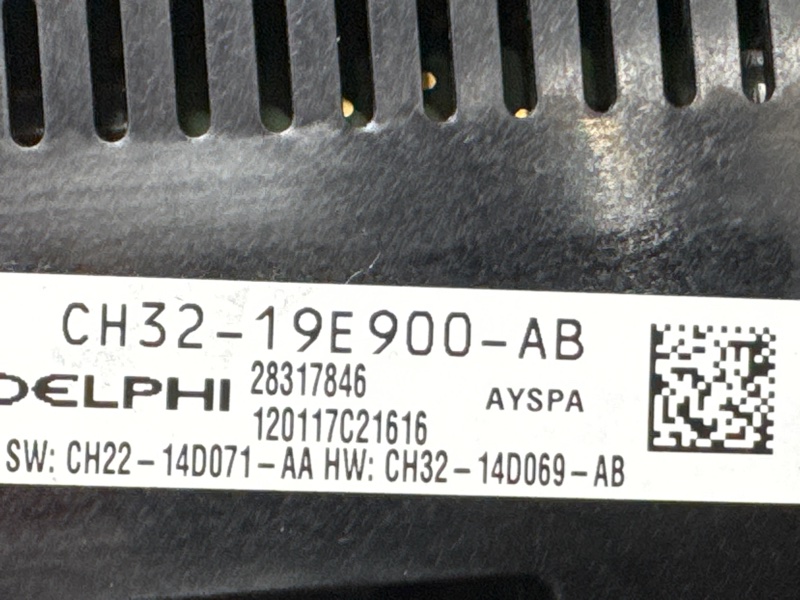 CH32-19E900-AB
DELPHI 28317846 AYSPA
120117C21616
SW: CH22-14D071-AA HW: CH32-14D069-AB